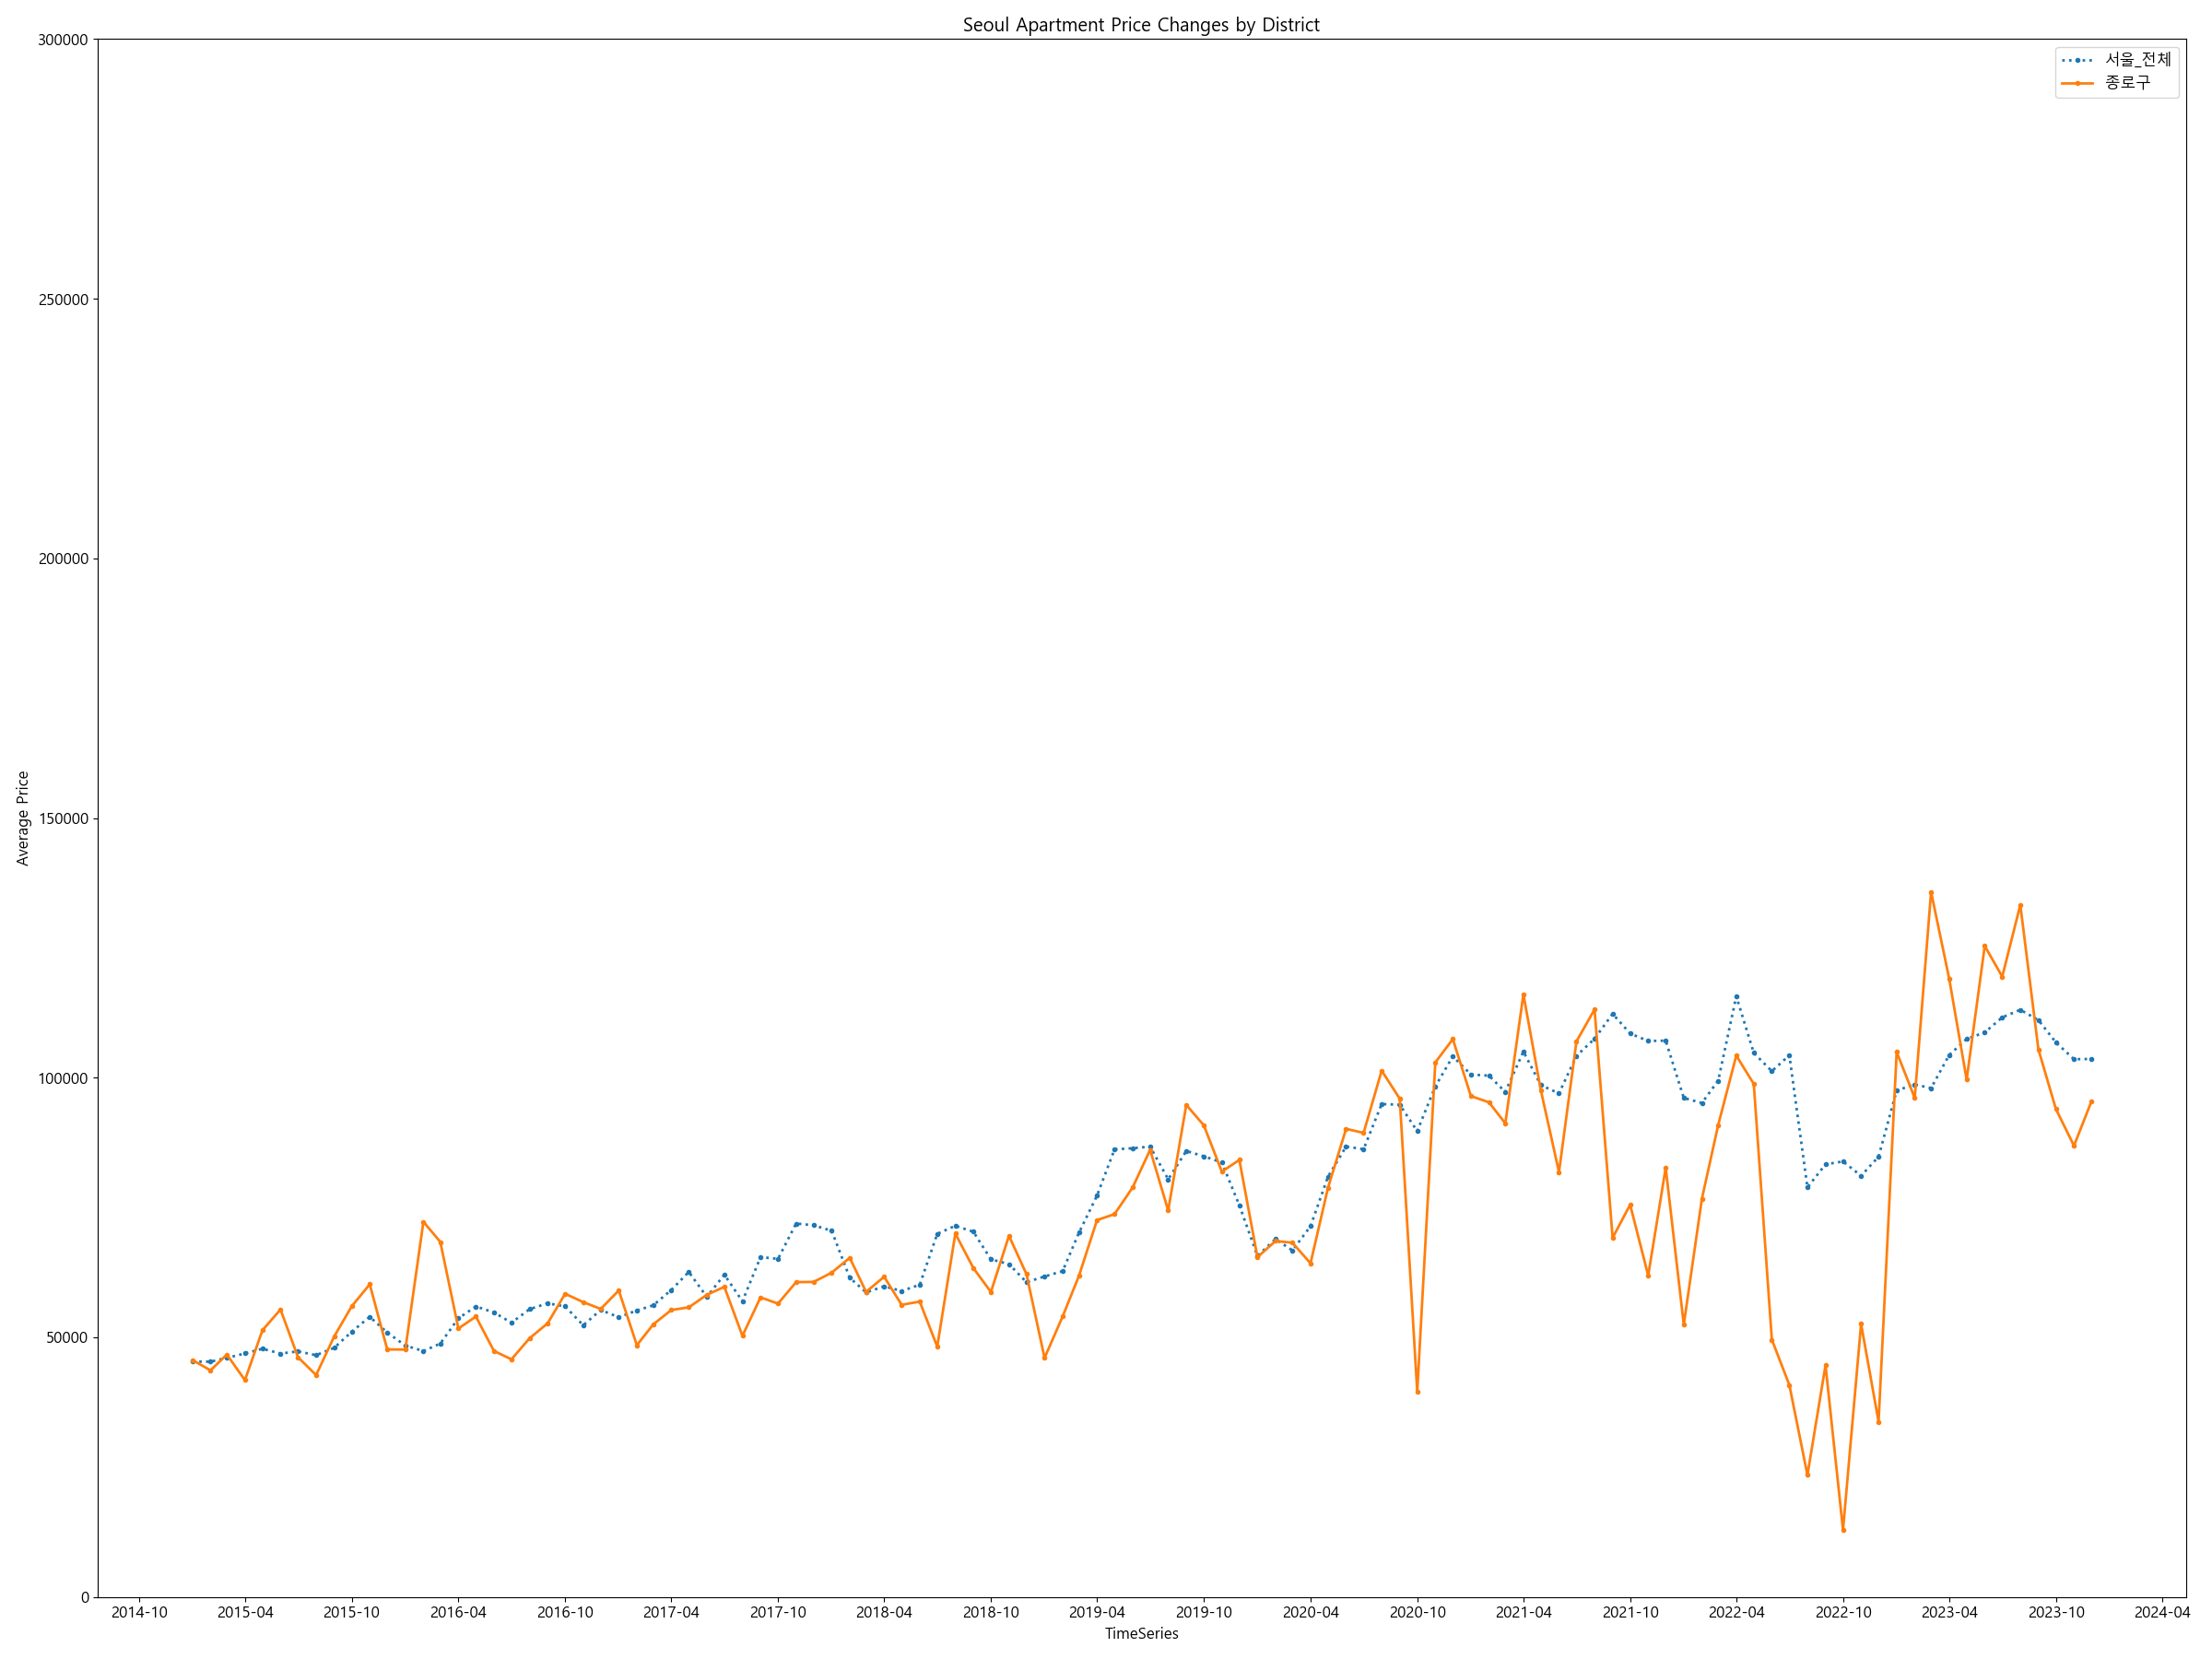 Seoul Apartment Price Changes by District
서울_전체
종로구
300000
250000
200000
150000
100000
50000
0
Average Price
2014-10 2015-04 2015-10 2016-04 2016-10 2017-04 2017-10 2018-04 2018-10 2019-04 2019-10 2020-04 2020-10 2021-04 2021-10 2022-04 2022-10 2023-04 2023-10 2024-04
TimeSeries